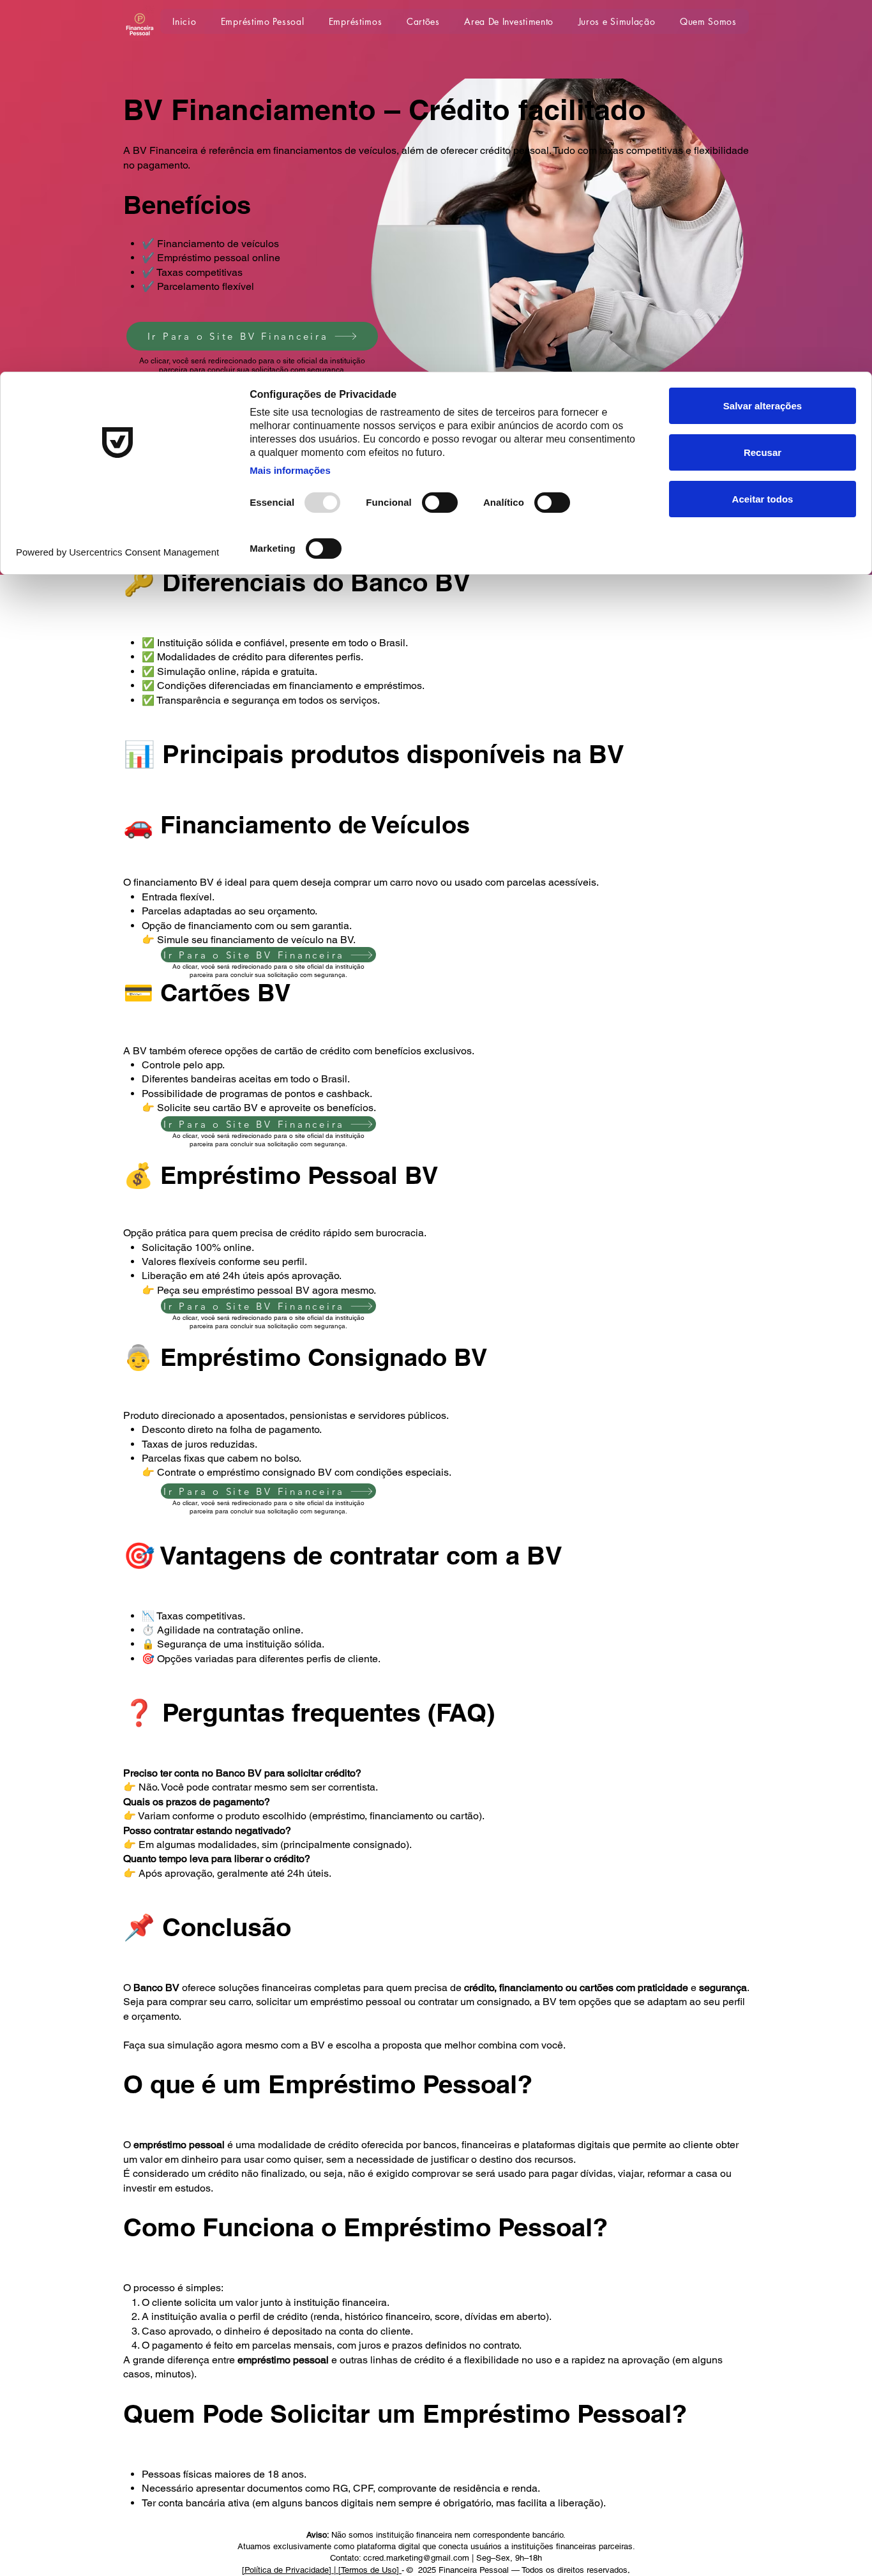 Financeira
Pessoal
Inicio
Empréstimo Pessoal
Empréstimos
Cartões
Area De Investimento
Juros e Simulação
Quem Somos
BV Financiamento – Crédito facilitado
A BV Financeira é referência em financiamentos de veículos, além de oferecer crédito pessoal. Tudo com taxas competitivas e flexibilidade
no pagamento.
Benefícios
✔️ Financiamento de veículos
✔️ Empréstimo pessoal online
✔️ Taxas competitivas
✔️ Parcelamento flexível
Ir Para o Site BV Financeira
Ao clicar, você será redirecionado para o site oficial da instituição
parceira para concluir sua solicitação com segurança.
Configurações de Privacidade
Este site usa tecnologias de rastreamento de sites de terceiros para fornecer e
melhorar continuamente nossos serviços e para exibir anúncios de acordo com os
interesses dos usuários. Eu concordo e posso revogar ou alterar meu consentimento
a qualquer momento com efeitos no futuro.
Mais informações
Essencial
Funcional
Analítico
Marketing
Salvar alterações
Recusar
Aceitar todos
Powered by Usercentrics Consent Management
🔑 Diferenciais do Banco BV
✅ Instituição sólida e confiável, presente em todo o Brasil.
✅ Modalidades de crédito para diferentes perfis.
✅ Simulação online, rápida e gratuita.
✅ Condições diferenciadas em financiamento e empréstimos.
✅ Transparência e segurança em todos os serviços.
📊 Principais produtos disponíveis na BV
🚗 Financiamento de Veículos
O financiamento BV é ideal para quem deseja comprar um carro novo ou usado com parcelas acessíveis.
Entrada flexível.
Parcelas adaptadas ao seu orçamento.
Opção de financiamento com ou sem garantia.
👉 Simule seu financiamento de veículo na BV.
Ir Para o Site BV Financeira
Ao clicar, você será redirecionado para o site oficial da instituição
parceira para concluir sua solicitação com segurança.
💳 Cartões BV
A BV também oferece opções de cartão de crédito com benefícios exclusivos.
Controle pelo app.
Diferentes bandeiras aceitas em todo o Brasil.
Possibilidade de programas de pontos e cashback.
👉 Solicite seu cartão BV e aproveite os benefícios.
Ir Para o Site BV Financeira
Ao clicar, você será redirecionado para o site oficial da instituição
parceira para concluir sua solicitação com segurança.
💰 Empréstimo Pessoal BV
Opção prática para quem precisa de crédito rápido sem burocracia.
Solicitação 100% online.
Valores flexíveis conforme seu perfil.
Liberação em até 24h úteis após aprovação.
👉 Peça seu empréstimo pessoal BV agora mesmo.
Ir Para o Site BV Financeira
Ao clicar, você será redirecionado para o site oficial da instituição
parceira para concluir sua solicitação com segurança.
👵 Empréstimo Consignado BV
Produto direcionado a aposentados, pensionistas e servidores públicos.
Desconto direto na folha de pagamento.
Taxas de juros reduzidas.
Parcelas fixas que cabem no bolso.
👉 Contrate o empréstimo consignado BV com condições especiais.
Ir Para o Site BV Financeira
Ao clicar, você será redirecionado para o site oficial da instituição
parceira para concluir sua solicitação com segurança.
🎯 Vantagens de contratar com a BV
📉 Taxas competitivas.
⏱️ Agilidade na contratação online.
🔒 Segurança de uma instituição sólida.
🎯 Opções variadas para diferentes perfis de cliente.
❓ Perguntas frequentes (FAQ)
Preciso ter conta no Banco BV para solicitar crédito?
👉 Não. Você pode contratar mesmo sem ser correntista.
Quais os prazos de pagamento?
👉 Variam conforme o produto escolhido (empréstimo, financiamento ou cartão).
Posso contratar estando negativado?
👉 Em algumas modalidades, sim (principalmente consignado).
Quanto tempo leva para liberar o crédito?
👉 Após aprovação, geralmente até 24h úteis.
📌 Conclusão
O Banco BV oferece soluções financeiras completas para quem precisa de crédito, financiamento ou cartões com praticidade e segurança.
Seja para comprar seu carro, solicitar um empréstimo pessoal ou contratar um consignado, a BV tem opções que se adaptam ao seu perfil
e orçamento.
Faça sua simulação agora mesmo com a BV e escolha a proposta que melhor combina com você.
O que é um Empréstimo Pessoal?
O empréstimo pessoal é uma modalidade de crédito oferecida por bancos, financeiras e plataformas digitais que permite ao cliente obter
um valor em dinheiro para usar como quiser, sem a necessidade de justificar o destino dos recursos.
É considerado um crédito não finalizado, ou seja, não é exigido comprovar se será usado para pagar dívidas, viajar, reformar a casa ou
investir em estudos.
Como Funciona o Empréstimo Pessoal?
O processo é simples:
1. O cliente solicita um valor junto à instituição financeira.
2. A instituição avalia o perfil de crédito (renda, histórico financeiro, score, dívidas em aberto).
3. Caso aprovado, o dinheiro é depositado na conta do cliente.
4. O pagamento é feito em parcelas mensais, com juros e prazos definidos no contrato.
A grande diferença entre empréstimo pessoal e outras linhas de crédito é a flexibilidade no uso e a rapidez na aprovação (em alguns
casos, minutos).
Quem Pode Solicitar um Empréstimo Pessoal?
Pessoas físicas maiores de 18 anos.
Necessário apresentar documentos como RG, CPF, comprovante de residência e renda.
Ter conta bancária ativa (em alguns bancos digitais nem sempre é obrigatório, mas facilita a liberação).
Aviso: Não somos instituição financeira nem correspondente bancário.
Atuamos exclusivamente como plataforma digital que conecta usuários a instituições financeiras parceiras.
Contato: ccred.marketing@gmail.com | Seg–Sex, 9h–18h
[Política de Privacidade] | [Termos de Uso] - © 2025 Financeira Pessoal — Todos os direitos reservados.